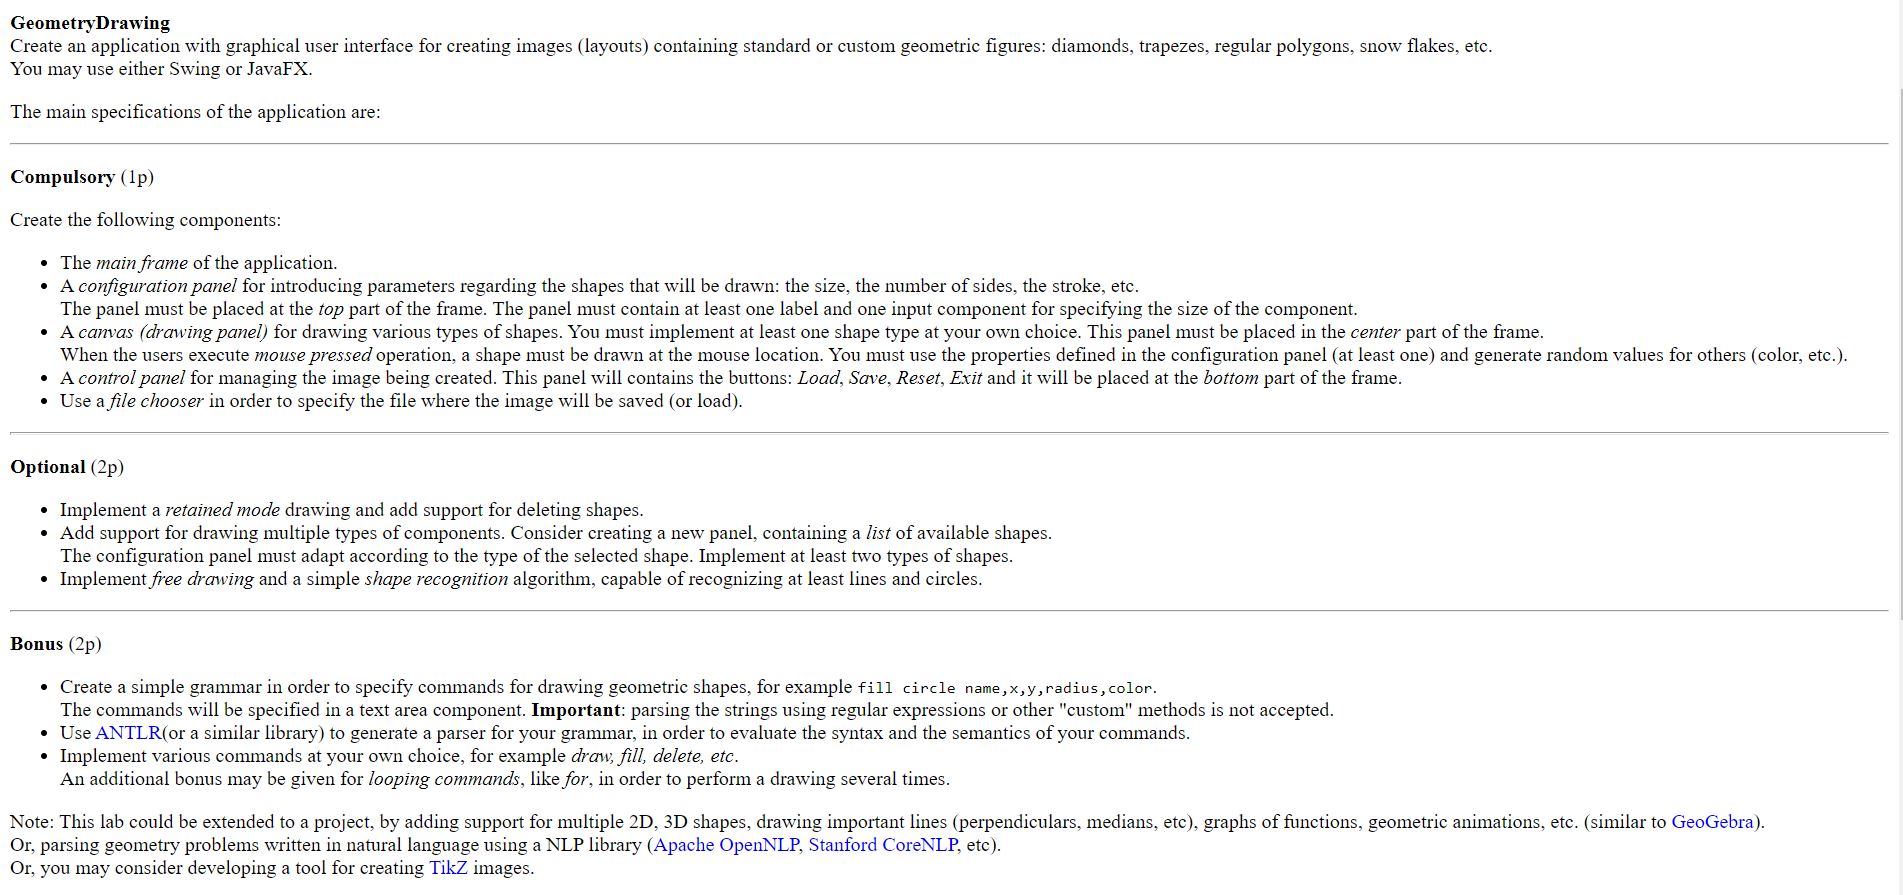 GeometryDrawing
Create an application with graphical user interface for creating images (layouts) containing standard or custom geometric figures: diamonds, trapezes, regular polygons, snow flakes, etc.
You may use either Swing or JavaFX.
The main specifications of the application are:
Compulsory (1p)
Create the following components:
• The main frame of the application.
• A configuration panel for introducing parameters regarding the shapes that will be drawn: the size, the number of sides, the stroke, etc.
The panel must be placed at the top part of the frame. The panel must contain at least one label and one input component for specifying the size of the component.
• A canvas (drawing panel) for drawing various types of shapes. You must implement at least one shape type at your own choice. This panel must be placed in the center part of the frame.
When the users execute mouse pressed operation, a shape must be drawn at the mouse location. You must use the properties defined in the configuration panel (at least one) and generate random values for others (color, etc.).
• A control panel for managing the image being created. This panel will contains the buttons: Load, Save, Reset, Exit and it will be placed at the bottom part of the frame.
• Use a file chooser in order to specify the file where the image will be saved (or load).
Optional (2p)
• Implement a retained mode drawing and add support for deleting shapes.
• Add support for drawing multiple types of components. Consider creating a new panel, containing a list of available shapes.
The configuration panel must adapt according to the type of the selected shape. Implement at least two types of shapes.
• Implement free drawing and a simple shape recognition algorithm, capable of recognizing at least lines and circles.
Bonus (2p)
• Create a simple grammar in order to specify commands for drawing geometric shapes, for example fill circle name,x,y,radius,color.
The commands will be specified in a text area component. Important: parsing the strings using regular expressions or other "custom" methods is not accepted.
• Use ANTLR(or a similar library) to generate a parser for your grammar, in order to evaluate the syntax and the semantics of your commands.
• Implement various commands at your own choice, for example draw, fill, delete, etc.
An additional bonus may be given for looping commands, like for, in order to perform a drawing several times.
Note: This lab could be extended to a project, by adding support for multiple 2D, 3D shapes, drawing important lines (perpendiculars, medians, etc), graphs of functions, geometric animations, etc. (similar to GeoGebra).
Or, parsing geometry problems written in natural language using a NLP library (Apache OpenNLP, Stanford CoreNLP, etc).
Or, you may consider developing a tool for creating TikZ images.